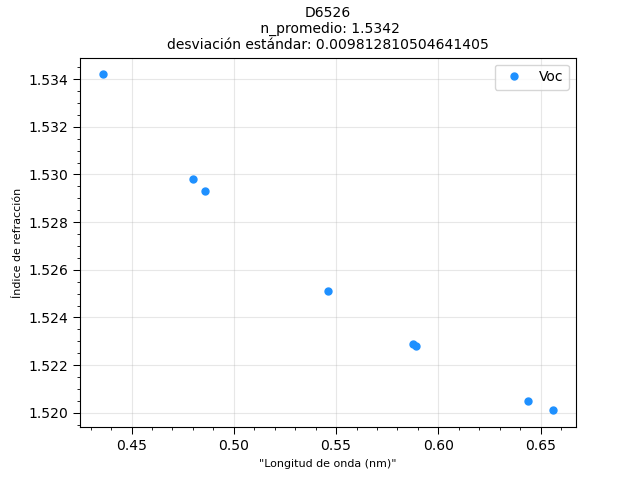 D6526
n_promedio: 1.5342
desviación estándar: 0.009812810504641405
Voc
1.534
1.532
1.530
1.528
1.526
1.524
1.522
1.520
Índice de refracción
0.45 0.50 0.55 0.60 0.65
"Longitud de onda (nm)"